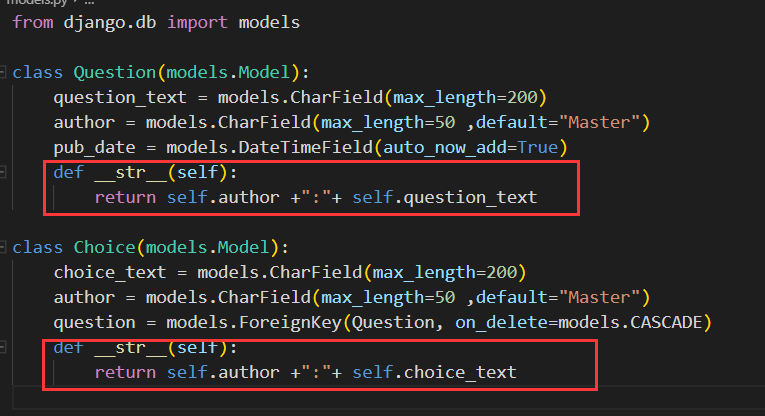 models.py / ...
from django.db import models
class Question(models.Model):
question_text = models.CharField(max_length=200)
author = models.CharField(max_length=50 ,default="Master")
pub_date = models.DateTimeField(auto_now_add=True)
def __str__(self):
return self.author +":"+ self.question_text
class Choice(models.Model):
choice_text = models.CharField(max_length=200)
author = models.CharField(max_length=50 ,default="Master")
question = models.ForeignKey(Question, on_delete=models.CASCADE)
def __str__(self):
return self.author +":"+ self.choice_text